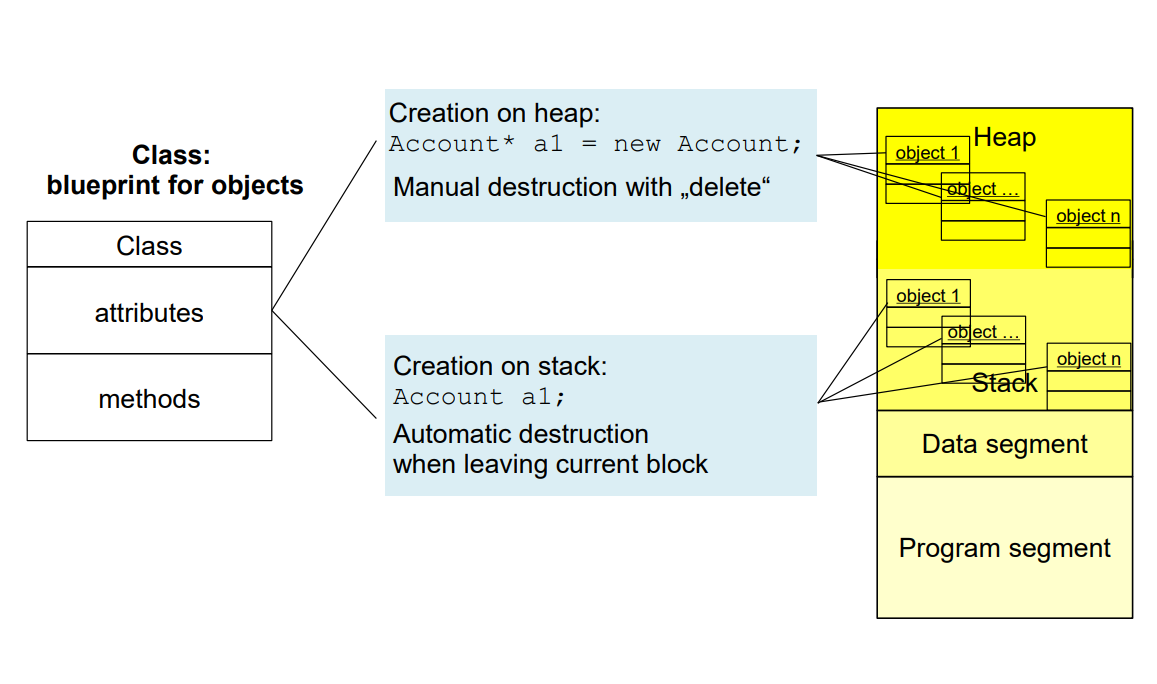 Class:
blueprint for objects
Class
attributes
methods
Creation on heap:
Account* a1 = new Account;
Manual destruction with „delete“
Creation on stack:
Account a1;
Automatic destruction
when leaving current block
Heap
object 1
object ...
object n
object 1
object ...
object n
Stack
Data segment
Program segment